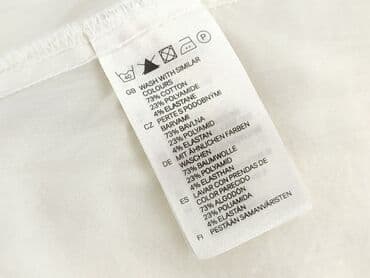 40 P
GB WASH WITH SIMILAR
COLOURS
73% COTTON
23% POLYAMIDE
4% ELASTANE
CZ PERTE S PODOBNÝMI
BARVAMI
73% BAVLNA
23% POLYAMID
4% ELASTAN
DE MIT ÄHNLICHEN FARBEN
WASCHEN
73% BAUMWOLLE
23% POLYAMID
4% ELASTHAN
ES LAVAR CON PRENDAS DE
COLOR PARECIDO
73% ALGODÓN
23% POLIAMIDA
4% ELASTÁN
FI PESTÄÄN SAMANVÄRISTEN